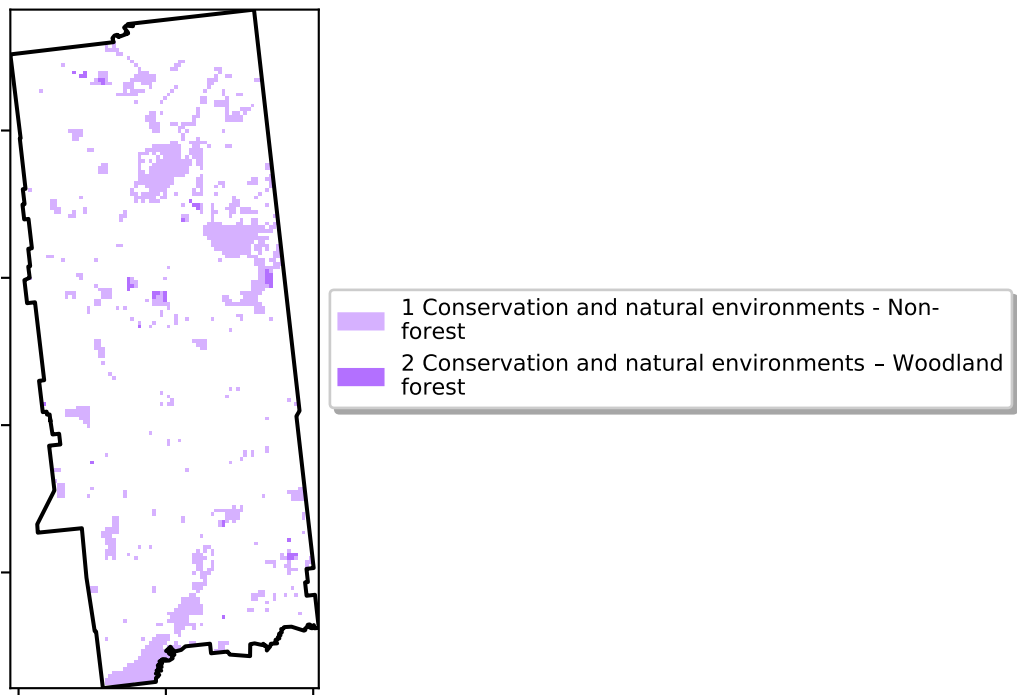 1 Conservation and natural environments - Non-
forest
2 Conservation and natural environments – Woodland
forest